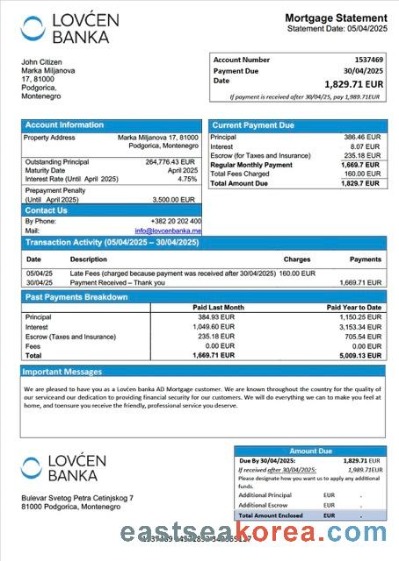 LOVĆEN
BANKA
Mortgage Statement
Statement Date: 05/04/2025
John Citizen
Marka Miljanova
17, 81000
Podgorica,
Montenegro
Account Number 1537469
Payment Due 30/04/2025
Date 1,829.71 EUR
If payment is received after 30/04/25, pay 1,989.71EUR
Account Information
Property Address Marka Miljanova 17, 81000
Podgorica, Montenegro
Outstanding Principal 264,776.43 EUR
Maturity Date April 2025
Interest Rate (Until April 2025) 4.75%
Prepayment Penalty
(Until April 2025) 3,500.00 EUR
Contact Us
By Phone: +382 20 202 400
Mail: info@lovcenbanka.me
Current Payment Due
Principal 386.46 EUR
Interest 8.07 EUR
Escrow (for Taxes and Insurance) 235.18 EUR
Regular Monthly Payment 1,669.7 EUR
Total Fees Charged 160.00 EUR
Total Amount Due 1,829.7 EUR
Transaction Activity (05/04/2025 – 30/04/2025)
Date Description Charges Payments
05/04/25 Late Fees (charged because payment was received after 30/04/2025) 160.00 EUR
30/04/25 Payment Received – Thank you 1,669.71 EUR
Past Payments Breakdown
Paid Last Month Paid Year to Date
Principal 384.93 EUR 1,150.25 EUR
Interest 1,049.60 EUR 3,153.34 EUR
Escrow (Taxes and Insurance) 235.18 EUR 705.54 EUR
Fees 0.00 EUR 0.00 EUR
Total 1,669.71 EUR 5,009.13 EUR
Important Messages
We are pleased to have you as a Lovćen banka AD Mortgage customer. We are known throughout the country for the quality of
our serviceand our dedication to providing financial security for our customers. We will do everything we can to make you feel at
home, and toensure you receive the friendly, professional service you deserve.
LOVĆEN
BANKA
Bulevar Svetog Petra Cetinjskog 7
81000 Podgorica, Montenegro
Amount Due
Due By 30/04/2025: 1,829.71 EUR
If received after 30/04/2025: 1,989.71EUR
Please designate how you want us to apply any additional
funds.
Additional Principal EUR .
Additional Escrow EUR .
Total Amount Enclosed EUR .
eastseakorea.com